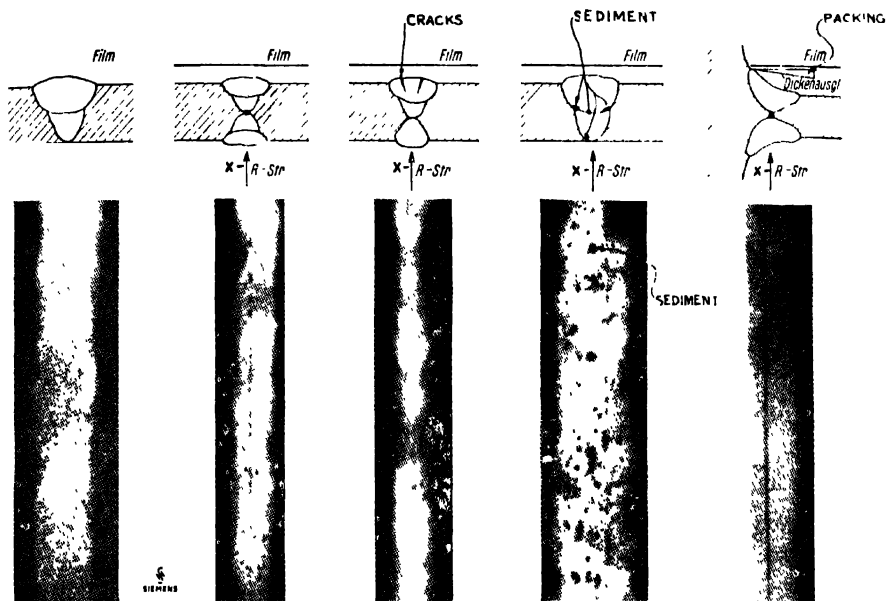 CRACKS
SEDIMENT
PACKING
Film
Film
Film
Film
Film
Dickenausgl
X- R-Str
X- R-Str
X- R-Str
X- R-Str
SEDIMENT
SIEMENS